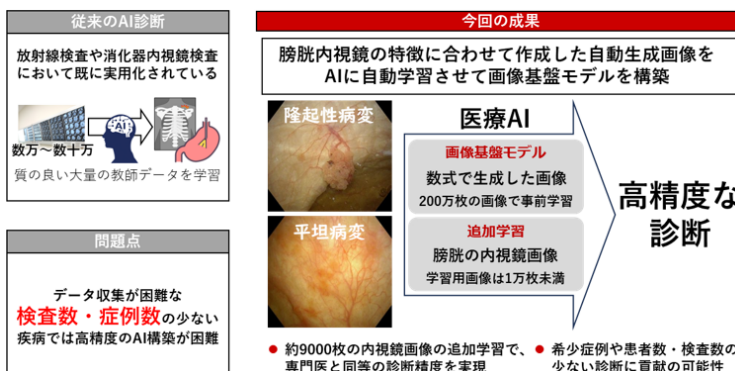 従来のAI診断
放射線検査や消化器内視鏡検査
において既に実用化されている
AI
数万～数十万
質の良い大量の教師データを学習
問題点
データ収集が困難な
検査数・症例数の少ない
疾病では高精度のAI構築が困難
今回の成果
膀胱内視鏡の特徴に合わせて作成した自動生成画像を
AIに自動学習させて画像基盤モデルを構築
隆起性病変
平坦病変
医療AI
画像基盤モデル
数式で生成した画像
200万枚の画像で事前学習
追加学習
膀胱の内視鏡画像
学習用画像は1万枚未満
高精度な
診断
● 約9000枚の内視鏡画像の追加学習で、
専門医と同等の診断精度を実現
● 希少症例や患者数・検査数の
少ない診断に貢献の可能性